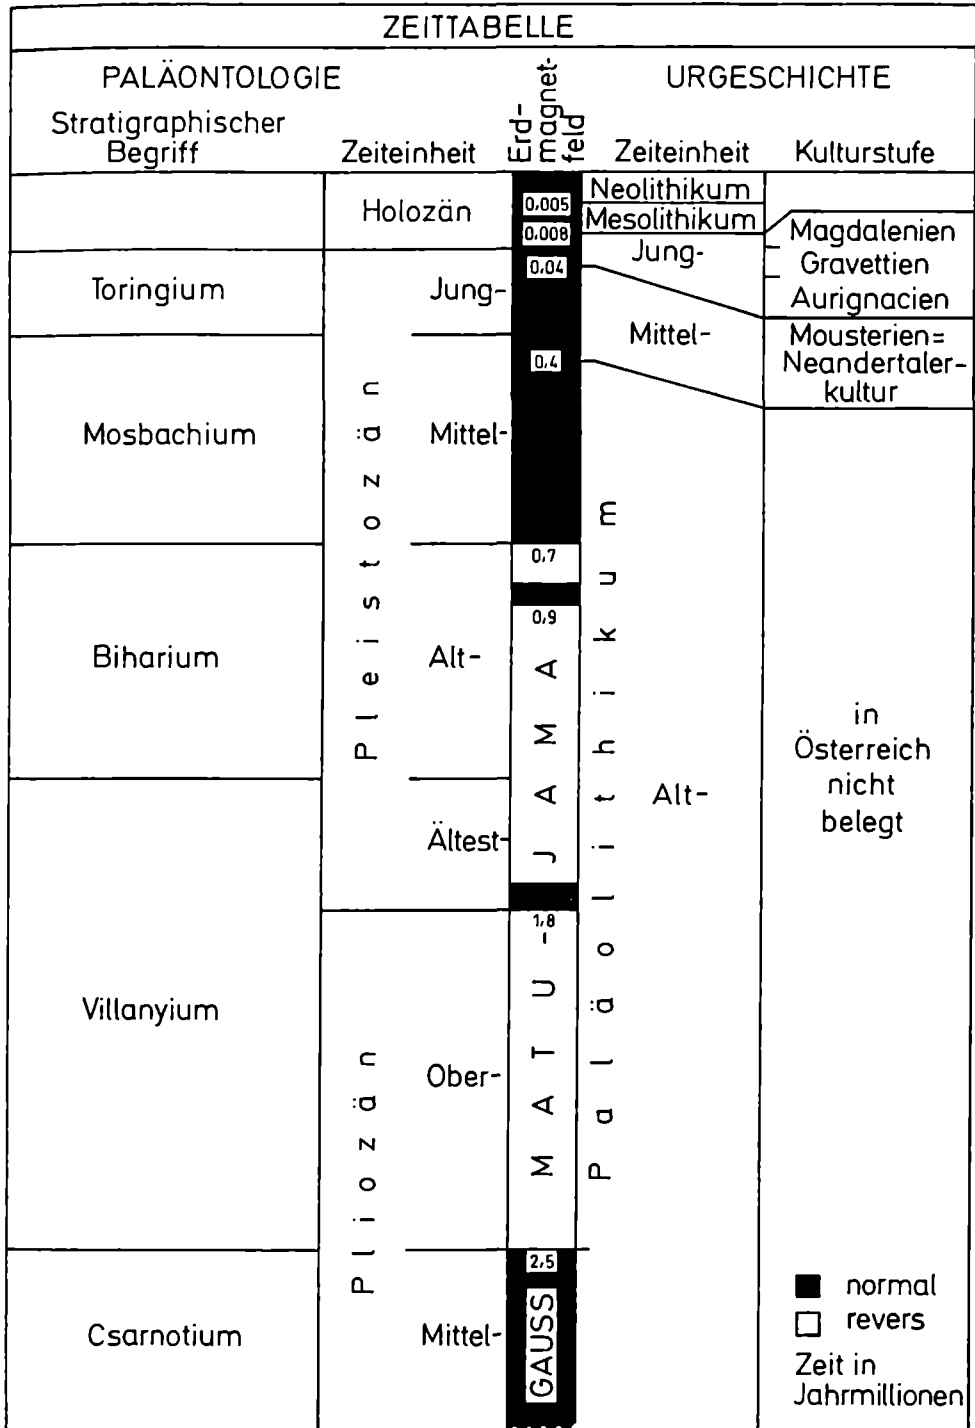 ZEITTABELLE
PALÄONTOLOGIE
Erd-
magnet-
feld
URGESCHICHTE
Stratigraphischer
Begriff
Zeiteinheit
Zeiteinheit
Kulturstufe
Holozän
0,005
0,008
Neolithikum
Mesolithikum
Magdalenien
Gravettien
Aurignacien
Toringium
Jung-
0,04
Jung-
Mittel-
Mousterien=
Neandertaler-
kultur
0,4
Mosbachium
Pleistozän
Mittel-
0,7
0,9
Biharium
Alt-
MATU-JAMA
Paläolithikum
Alt-
in
Österreich
nicht
belegt
Ältest-
1,8
Villanyium
Pliozän
Ober-
2,5
GAUSS
Csarnotium
Mittel-
normal
revers
Zeit in
Jahrmillionen